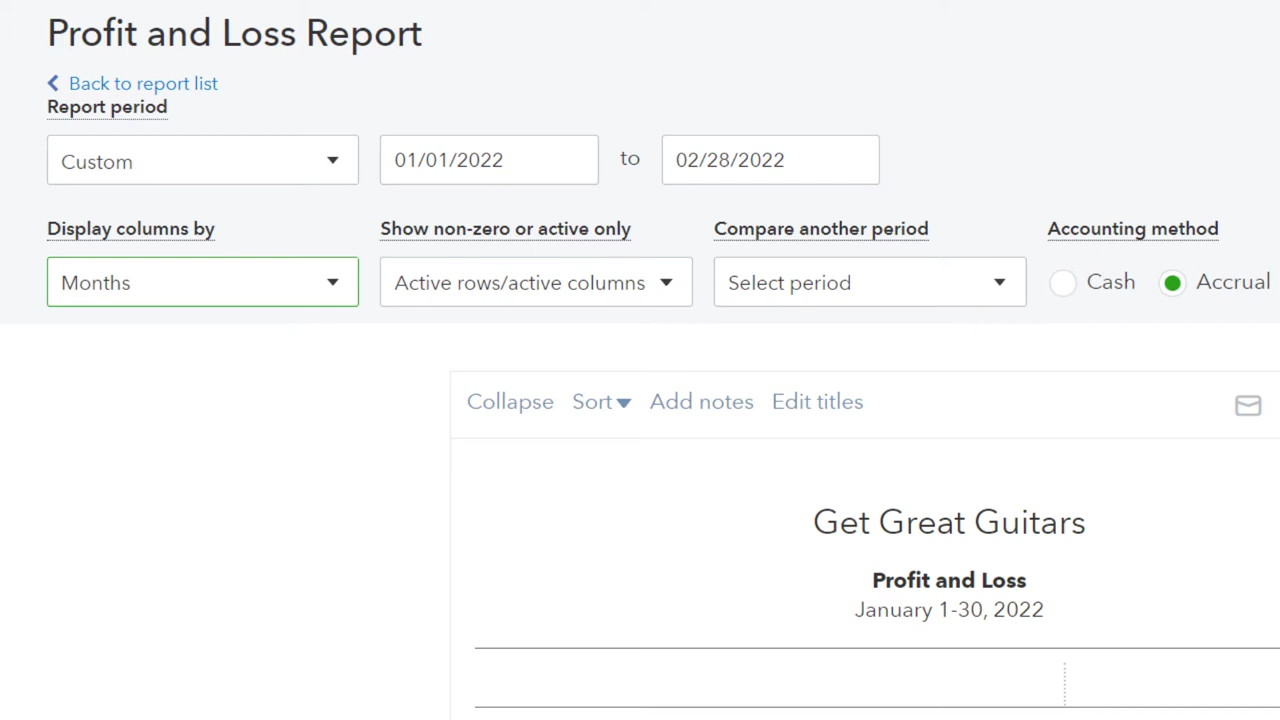 Profit and Loss Report
Back to report list
Report period
Custom 01/01/2022 to 02/28/2022
Display columns by Show non-zero or active only Compare another period Accounting method
Months Active rows/active columns Select period Cash Accrual
Collapse Sort Add notes Edit titles
Get Great Guitars
Profit and Loss
January 1-30, 2022